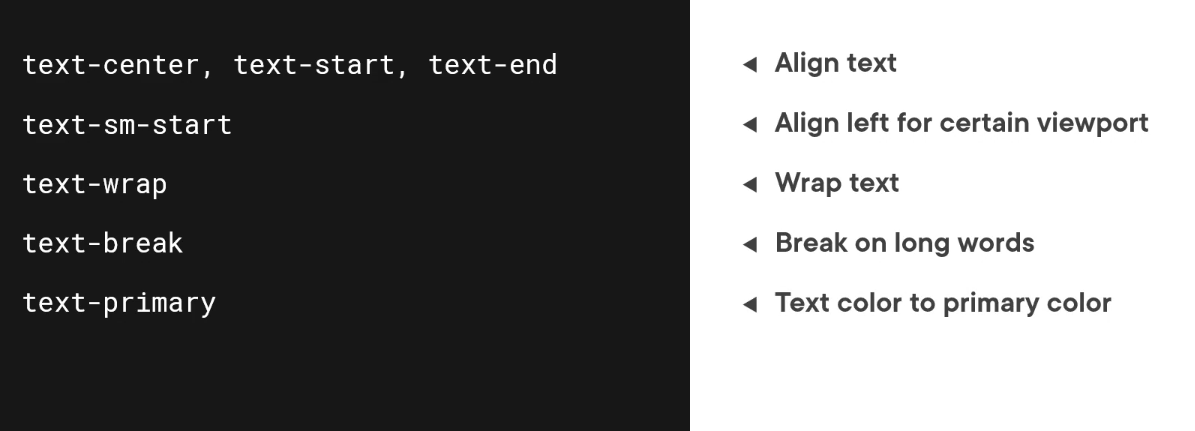 text-center, text-start, text-end ◀ Align text
text-sm-start ◀ Align left for certain viewport
text-wrap ◀ Wrap text
text-break ◀ Break on long words
text-primary ◀ Text color to primary color